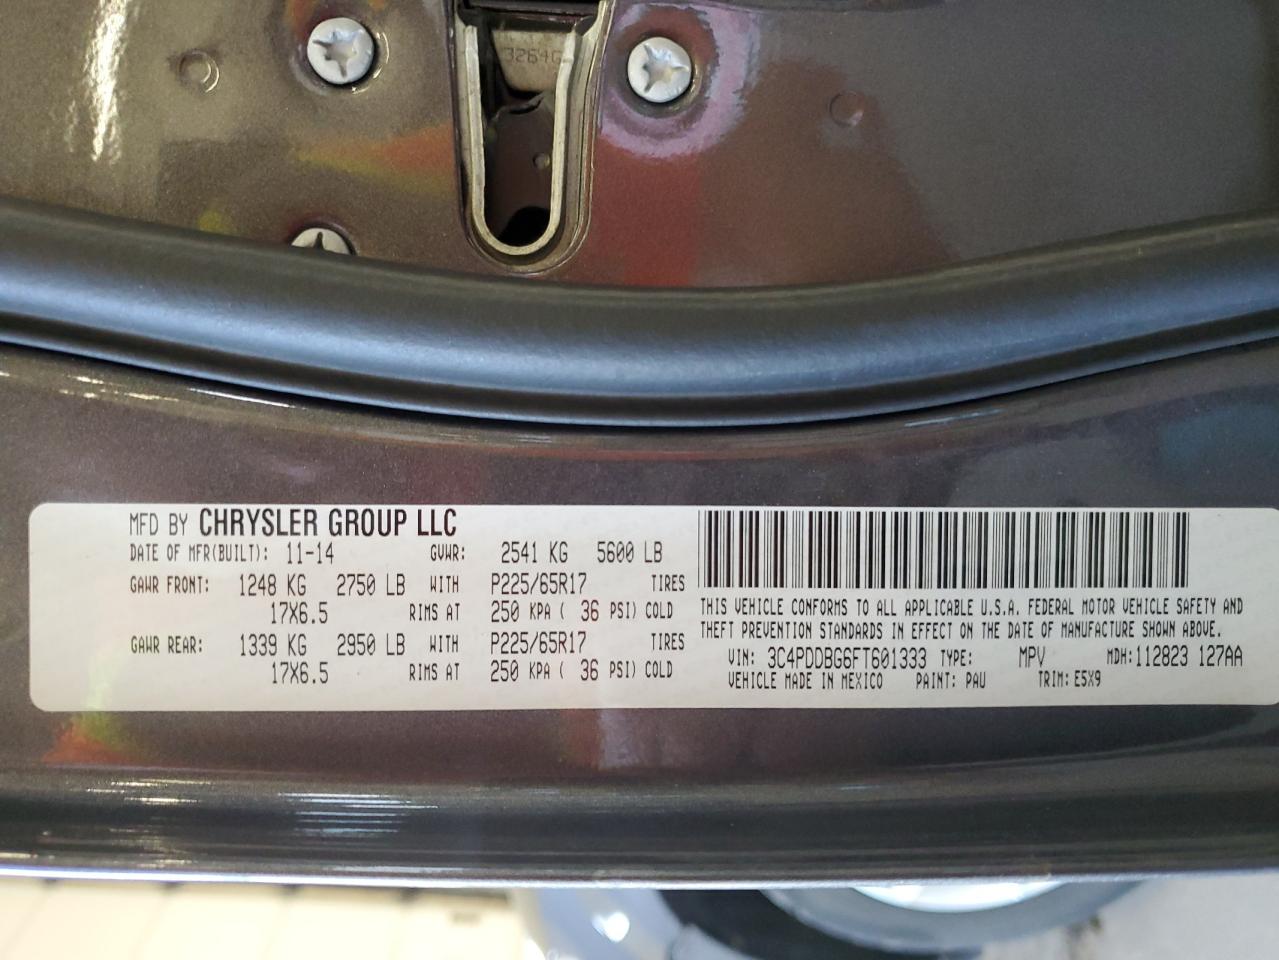 3264G
MFD BY CHRYSLER GROUP LLC
DATE OF MFR(BUILT): 11-14 GVWR: 2541 KG 5600 LB
GAWR FRONT: 1248 KG 2750 LB WITH P225/65R17 TIRES
17X6.5 RIMS AT 250 KPA ( 36 PSI) COLD
GAWR REAR: 1339 KG 2950 LB WITH P225/65R17 TIRES
17X6.5 RIMS AT 250 KPA ( 36 PSI) COLD
THIS VEHICLE CONFORMS TO ALL APPLICABLE U.S.A. FEDERAL MOTOR VEHICLE SAFETY AND
THEFT PREVENTION STANDARDS IN EFFECT ON THE DATE OF MANUFACTURE SHOWN ABOVE.
VIN: 3C4PDDBG6FT601333 TYPE: MPV MDH:112823 127AA
VEHICLE MADE IN MEXICO PAINT: PAU TRIM: E5X9